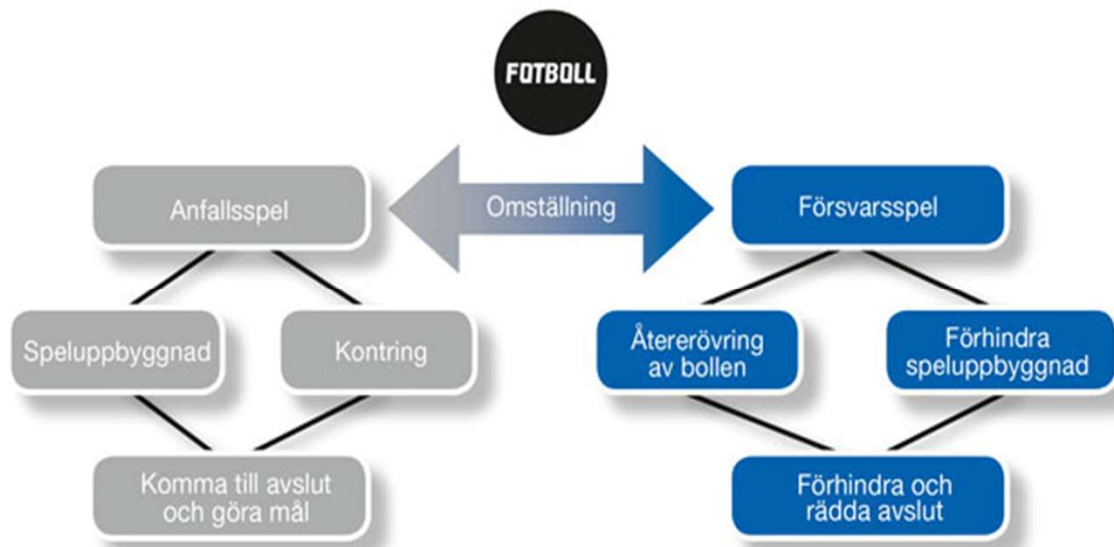 FOTBOLL
Anfallsspel
Omställning
Försvarsspel
Speluppbyggnad
Kontring
Återerövring
av bollen
Förhindra
speluppbyggnad
Komma till avslut
och göra mål
Förhindra och
rädda avslut